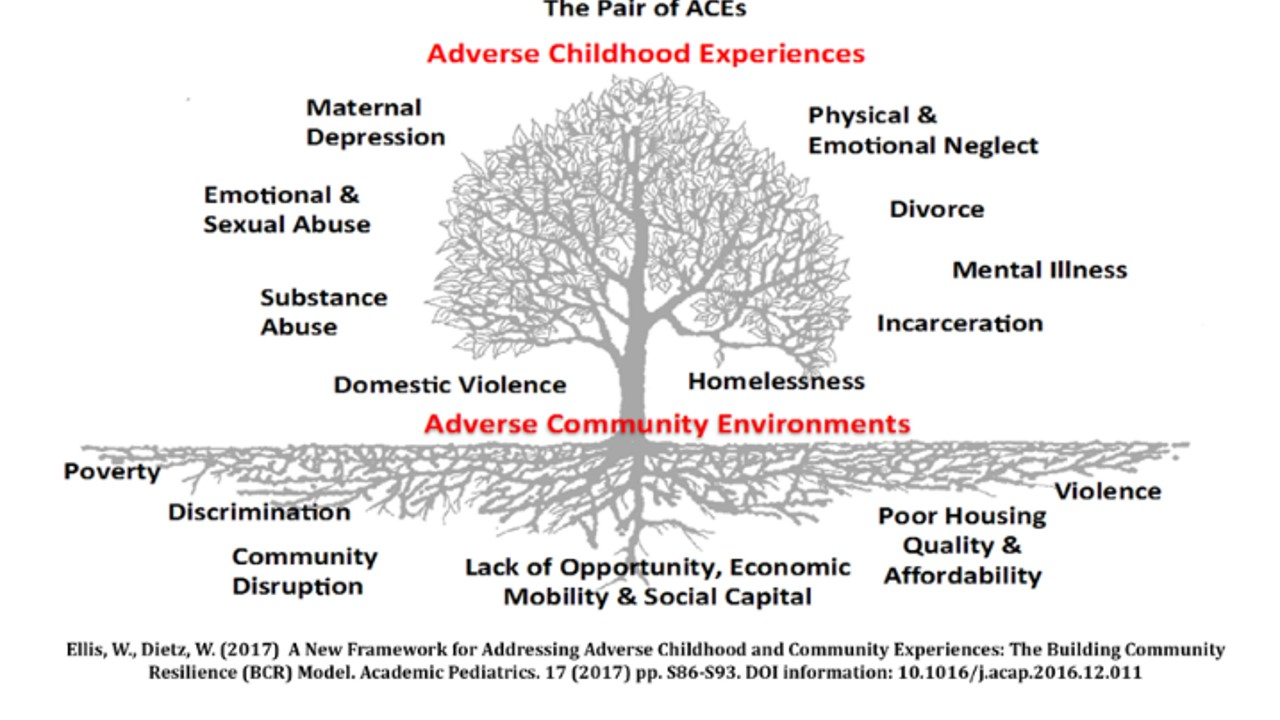 The Pair of ACEs
Adverse Childhood Experiences
Maternal
Depression
Physical &
Emotional Neglect
Emotional &
Sexual Abuse
Divorce
Mental Illness
Substance
Abuse
Incarceration
Domestic Violence
Homelessness
Adverse Community Environments
Poverty
Violence
Discrimination
Poor Housing
Quality &
Affordability
Community
Disruption
Lack of Opportunity, Economic
Mobility & Social Capital
Ellis, W., Dietz, W. (2017) A New Framework for Addressing Adverse Childhood and Community Experiences: The Building Community
Resilience (BCR) Model. Academic Pediatrics. 17 (2017) pp. S86-S93. DOI information: 10.1016/j.acap.2016.12.011